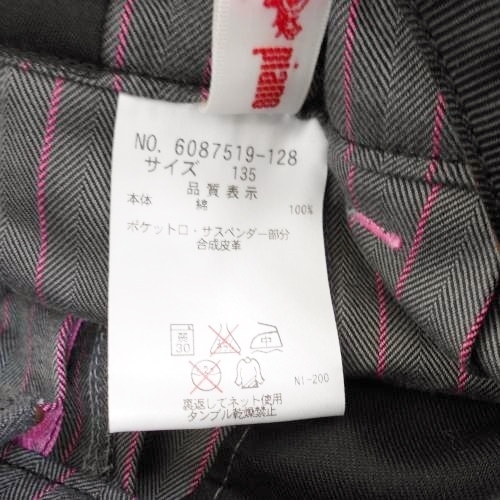 piamo
NO. 6087519-128
サイズ 135
品質表示
本体 綿 100%
ポケット口・サスペンダー部分
合成皮革
弱
30
中
NI-200
裏返してネット使用
タンブル乾燥禁止